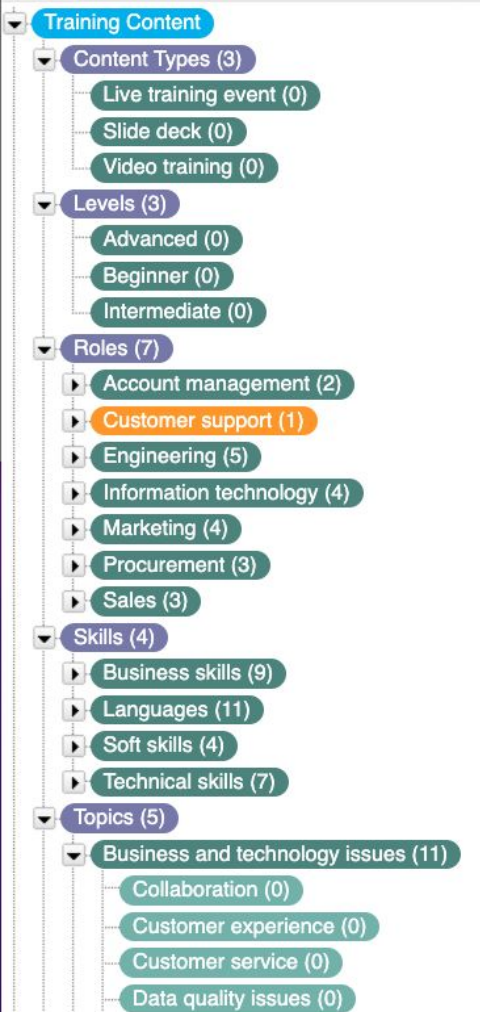 Training Content
Content Types (3)
Live training event (0)
Slide deck (0)
Video training (0)
Levels (3)
Advanced (0)
Beginner (0)
Intermediate (0)
Roles (7)
Account management (2)
Customer support (1)
Engineering (5)
Information technology (4)
Marketing (4)
Procurement (3)
Sales (3)
Skills (4)
Business skills (9)
Languages (11)
Soft skills (4)
Technical skills (7)
Topics (5)
Business and technology issues (11)
Collaboration (0)
Customer experience (0)
Customer service (0)
Data quality issues (0)